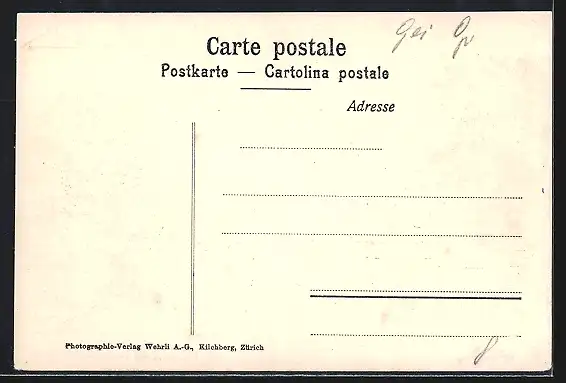 Carte postale
Postkarte — Cartolina postale
Adresse
Photographie-Verlag Wehrli A.-G., Kilchberg, Zürich